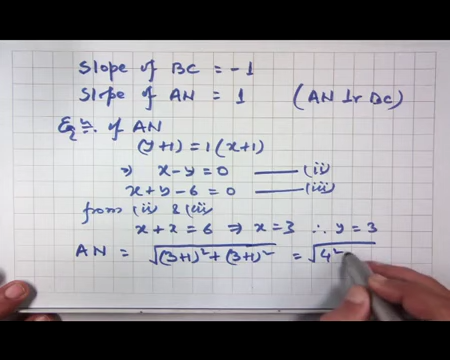 Slope of BC = -1
Slope of AN = 1 (AN Ir BC)
Eqⁿ. of AN
(y+1) = 1(x+1)
⇒ x-y=0 —— (ii)
x+y-6=0 —— (iii)
from (ii) & (iii)
x+x=6 ⇒ x=3 ∴ y=3
AN = √(3+1)²+(3+1)² = √4²